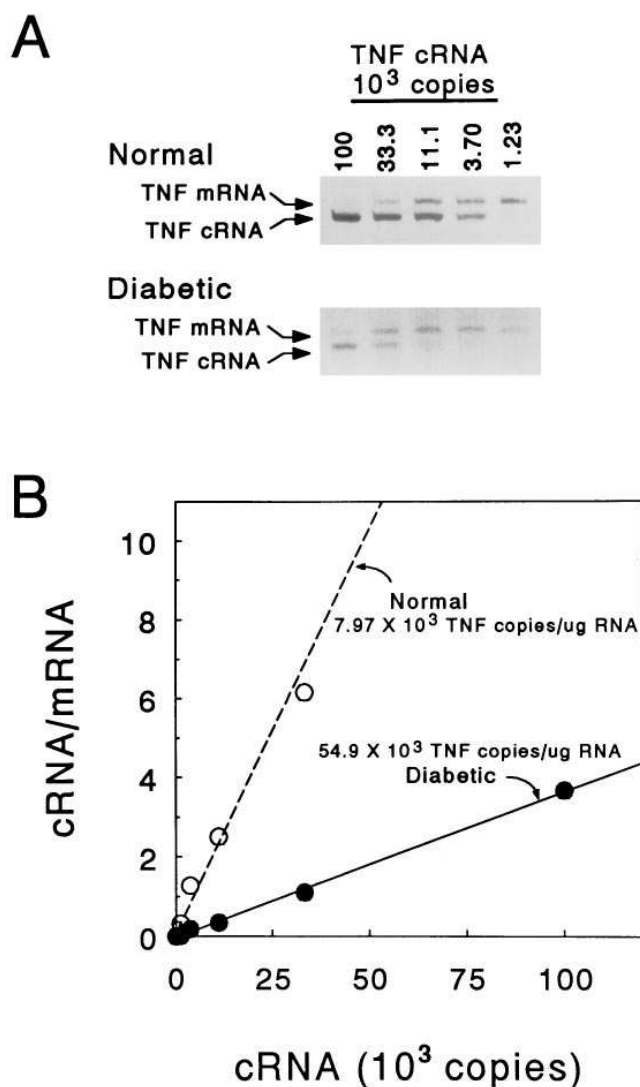 A
TNF cRNA
10³ copies
100 33.3 11.1 3.70 1.23
Normal
TNF mRNA
TNF cRNA
Diabetic
TNF mRNA
TNF cRNA
B
10
8
6
4
2
0
cRNA/mRNA
Normal
7.97 X 10³ TNF copies/ug RNA
54.9 X 10³ TNF copies/ug RNA
Diabetic
0 25 50 75 100
cRNA (10³ copies)